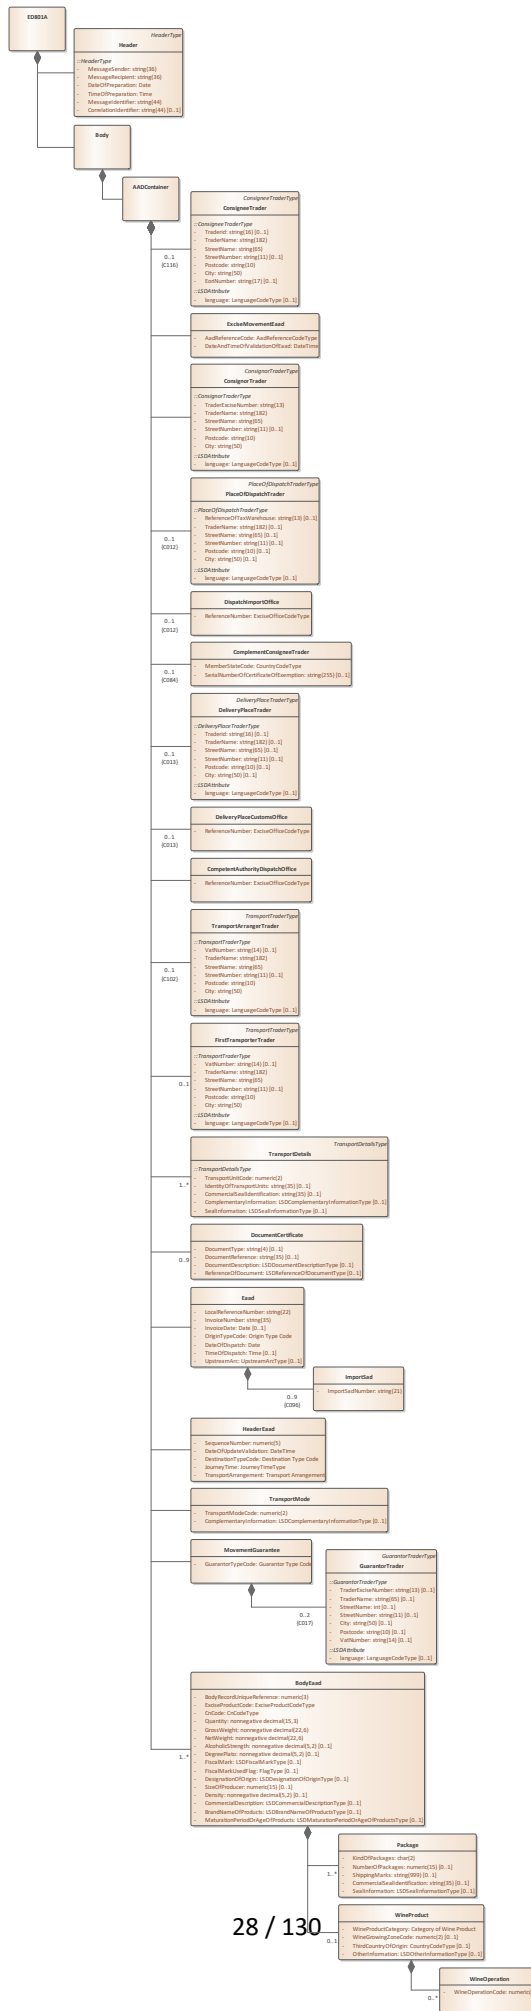 ED801A
HeaderType
Header
::HeaderType
- MessageSender: string(36)
- MessageRecipient: string(36)
- DateOfPreparation: Date
- TimeOfPreparation: Time
- MessageIdentifier: string(44)
- CorrelationIdentifier: string(44) [0..1]
Body
AADContainer
ConsigneeTraderType
ConsigneeTrader
::ConsigneeTraderType
- Traderid: string(16) [0..1]
- TraderName: string(182)
- StreetName: string(65)
- StreetNumber: string(11) [0..1]
- Postcode: string(10)
- City: string(50)
- EoriNumber: string(17) [0..1]
::LSDAttribute
- language: LanguageCodeType [0..1]
0..1
(C116)
ExciseMovementEaad
- AadReferenceCode: AadReferenceCodeType
- DateAndTimeOfValidationOfEaad: DateTime
ConsignorTraderType
ConsignorTrader
::ConsignorTraderType
- TraderExciseNumber: string(13)
- TraderName: string(182)
- StreetName: string(65)
- StreetNumber: string(11) [0..1]
- Postcode: string(10)
- City: string(50)
::LSDAttribute
- language: LanguageCodeType [0..1]
PlaceOfDispatchTraderType
PlaceOfDispatchTrader
::PlaceOfDispatchTraderType
- ReferenceOfTaxWarehouse: string(13) [0..1]
- TraderName: string(182) [0..1]
- StreetName: string(65) [0..1]
- StreetNumber: string(11) [0..1]
- Postcode: string(10) [0..1]
- City: string(50) [0..1]
::LSDAttribute
- language: LanguageCodeType [0..1]
0..1
(C012)
DispatchImportOffice
- ReferenceNumber: ExciseOfficeCodeType
0..1
(C012)
ComplementConsigneeTrader
- MemberStateCode: CountryCodeType
- SerialNumberOfCertificateOfExemption: string(255) [0..1]
0..1
(C084)
DeliveryPlaceTraderType
DeliveryPlaceTrader
::DeliveryPlaceTraderType
- Traderid: string(16) [0..1]
- TraderName: string(182) [0..1]
- StreetName: string(65) [0..1]
- StreetNumber: string(11) [0..1]
- Postcode: string(10) [0..1]
- City: string(50) [0..1]
::LSDAttribute
- language: LanguageCodeType [0..1]
0..1
(C013)
DeliveryPlaceCustomsOffice
- ReferenceNumber: ExciseOfficeCodeType
0..1
(C013)
CompetentAuthorityDispatchOffice
- ReferenceNumber: ExciseOfficeCodeType
TransportTraderType
TransportArrangerTrader
::TransportTraderType
- VatNumber: string(14) [0..1]
- TraderName: string(182)
- StreetName: string(65)
- StreetNumber: string(11) [0..1]
- Postcode: string(10)
- City: string(50)
::LSDAttribute
- language: LanguageCodeType [0..1]
0..1
(C102)
TransportTraderType
FirstTransporterTrader
::TransportTraderType
- VatNumber: string(14) [0..1]
- TraderName: string(182)
- StreetName: string(65)
- StreetNumber: string(11) [0..1]
- Postcode: string(10)
- City: string(50)
::LSDAttribute
- language: LanguageCodeType [0..1]
0..1
TransportDetailsType
TransportDetails
::TransportDetailsType
- TransportUnitCode: numeric(2)
- IdentityOfTransportUnits: string(35) [0..1]
- CommercialSealIdentification: string(35) [0..1]
- ComplementaryInformation: LSDComplementaryInformationType [0..1]
- SealInformation: LSDSealInformationType [0..1]
1..*
DocumentCertificate
- DocumentType: string(4) [0..1]
- DocumentReference: string(35) [0..1]
- DocumentDescription: LSDDocumentDescriptionType [0..1]
- ReferenceOfDocument: LSDReferenceOfDocumentType [0..1]
0..9
Eaad
- LocalReferenceNumber: string(22)
- InvoiceNumber: string(35)
- InvoiceDate: Date [0..1]
- OriginTypeCode: Origin Type Code
- DateOfDispatch: Date
- TimeOfDispatch: Time [0..1]
- UpstreamArc: UpstreamArcType [0..1]
ImportSad
- ImportSadNumber: string(21)
0..9
(C096)
HeaderEaad
- SequenceNumber: numeric(5)
- DateOfUpdateValidation: DateTime
- DestinationTypeCode: Destination Type Code
- JourneyTime: JourneyTimeType
- TransportArrangement: Transport Arrangement
TransportMode
- TransportModeCode: numeric(2)
- ComplementaryInformation: LSDComplementaryInformationType [0..1]
MovementGuarantee
- GuarantorTypeCode: Guarantor Type Code
GuarantorTraderType
GuarantorTrader
::GuarantorTraderType
- TraderExciseNumber: string(13) [0..1]
- TraderName: string(65) [0..1]
- StreetName: int [0..1]
- StreetNumber: string(11) [0..1]
- City: string(50) [0..1]
- Postcode: string(10) [0..1]
- VatNumber: string(14) [0..1]
::LSDAttribute
- language: LanguageCodeType [0..1]
0..2
(C017)
BodyEaad
- BodyRecordUniqueReference: numeric(3)
- ExciseProductCode: ExciseProductCodeType
- CnCode: CnCodeType
- Quantity: nonnegative decimal(15,3)
- GrossWeight: nonnegative decimal(22,6)
- NetWeight: nonnegative decimal(22,6)
- AlcoholicStrength: nonnegative decimal(5,2) [0..1]
- DegreePlato: nonnegative decimal(5,2) [0..1]
- FiscalMark: LSDFiscalMarkType [0..1]
- FiscalMarkUsedFlag: FlagType [0..1]
- DesignationOfOrigin: LSDDesignationOfOriginType [0..1]
- SizeOfProducer: numeric(15) [0..1]
- Density: nonnegative decimal(5,2) [0..1]
- CommercialDescription: LSDCommercialDescriptionType [0..1]
- BrandNameOfProducts: LSDBrandNameOfProductsType [0..1]
- MaturationPeriodOrAgeOfProducts: LSDMaturationPeriodOrAgeOfProductsType [0..1]
1..*
Package
- KindOfPackages: char(2)
- NumberOfPackages: numeric(15) [0..1]
- ShippingMarks: string(999) [0..1]
- CommercialSealIdentification: string(35) [0..1]
- SealInformation: LSDSealInformationType [0..1]
1..*
WineProduct
- WineProductCategory: Category of Wine Product
- WineGrowingZoneCode: numeric(2) [0..1]
- ThirdCountryOfOrigin: CountryCodeType [0..1]
- OtherInformation: LSDOtherInformationType [0..1]
28 / 130
0..1
WineOperation
- WineOperationCode: numeric
0..*